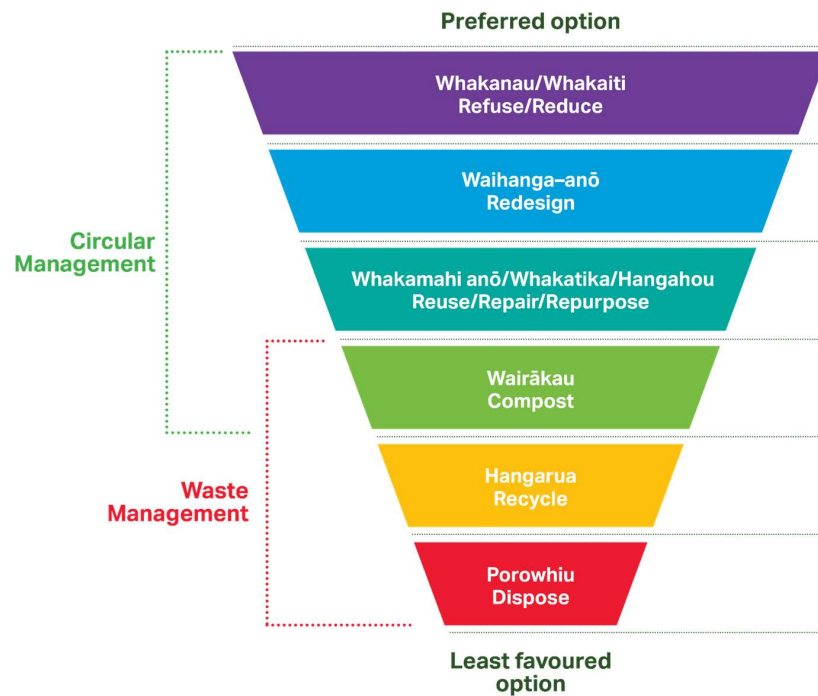 Preferred option
Whakanau/Whakaiti
Refuse/Reduce
Waihanga–anō
Redesign
Circular
Management
Whakamahi anō/Whakatika/Hangahou
Reuse/Repair/Repurpose
Wairākau
Compost
Waste
Management
Hangarua
Recycle
Porowhiu
Dispose
Least favoured
option